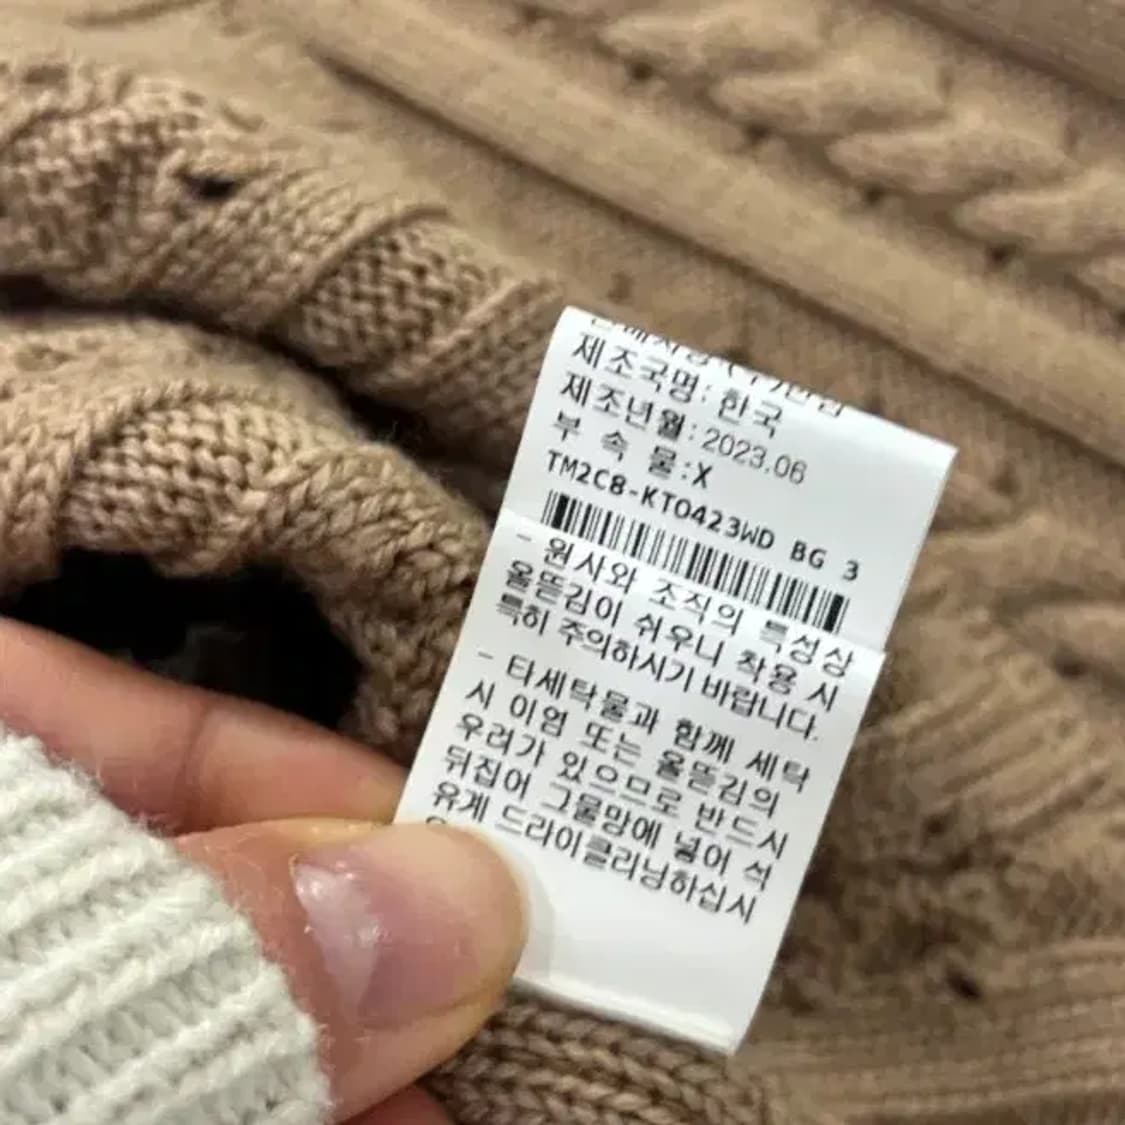 제조국명: 한국
제조년월: 2023.06
부 속 물:X
TM2CB-KTO423WD BG 3
- 원사와 조직의 특성상
올뜯김이 쉬우니 착용 시
특히 주의하시기 바랍니다.
- 타세탁물과 함께 세탁
시 이염 또는 올뜯김의
우려가 있으므로 반드시
뒤집어 그물망에 넣어 석
유계 드라이클리닝하십시